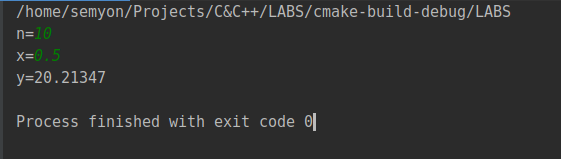 /home/semyon/Projects/C&C++/LABS/cmake-build-debug/LABS
n=10
x=0.5
y=20.21347
Process finished with exit code 0